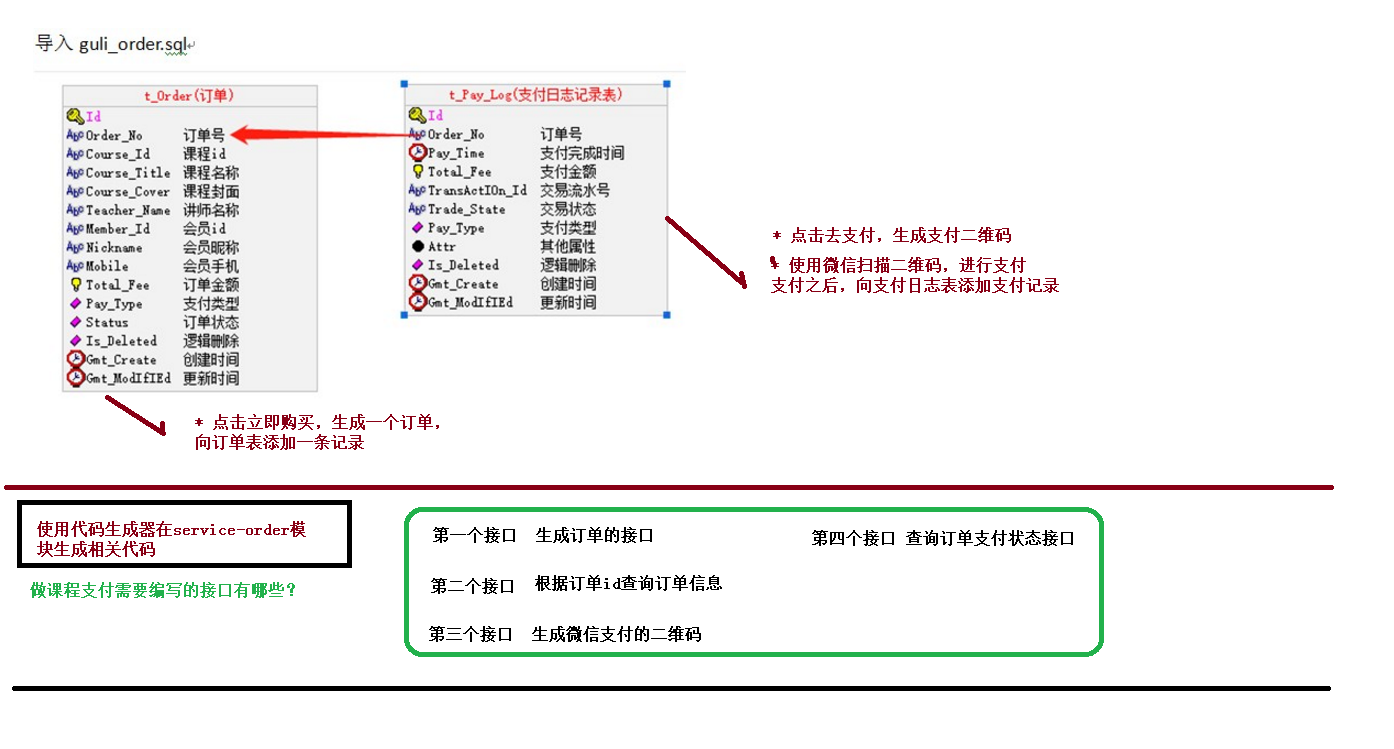 导入 guli_order.sql
t_Order(订单)
Id
Order_No 订单号
Course_Id 课程id
Course_Title 课程名称
Course_Cover 课程封面
Teacher_Name 讲师名称
Member_Id 会员id
Nickname 会员昵称
Mobile 会员手机
Total_Fee 订单金额
Pay_Type 支付类型
Status 订单状态
Is_Deleted 逻辑删除
Gmt_Create 创建时间
Gmt_ModIfIEd 更新时间
t_Pay_Log(支付日志记录表)
Id
Order_No 订单号
Pay_Time 支付完成时间
Total_Fee 支付金额
TransActIOn_Id 交易流水号
Trade_State 交易状态
Pay_Type 支付类型
Attr 其他属性
Is_Deleted 逻辑删除
Gmt_Create 创建时间
Gmt_ModIfIEd 更新时间
* 点击去支付，生成支付二维码
* 使用微信扫描二维码，进行支付
支付之后，向支付日志表添加支付记录
* 点击立即购买，生成一个订单，
向订单表添加一条记录
使用代码生成器在service-order模
块生成相关代码
做课程支付需要编写的接口有哪些？
第一个接口 生成订单的接口
第二个接口 根据订单id查询订单信息
第三个接口 生成微信支付的二维码
第四个接口 查询订单支付状态接口